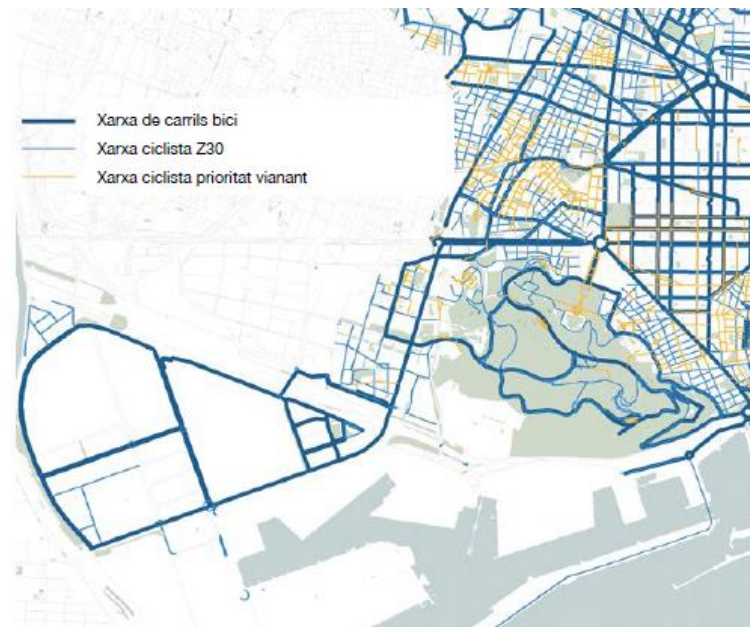 Xarxa de carrils bici
Xarxa ciclista Z30
Xarxa ciclista prioritat vianant